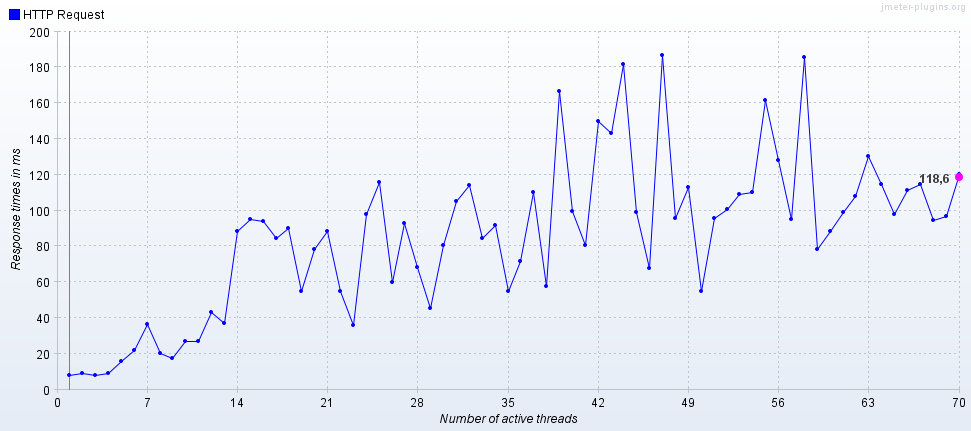 HTTP Request
jmeter-plugins.org
200
180
160
140
120
100
80
60
40
20
0
Response times in ms
118,6
0 7 14 21 28 35 42 49 56 63 70
Number of active threads